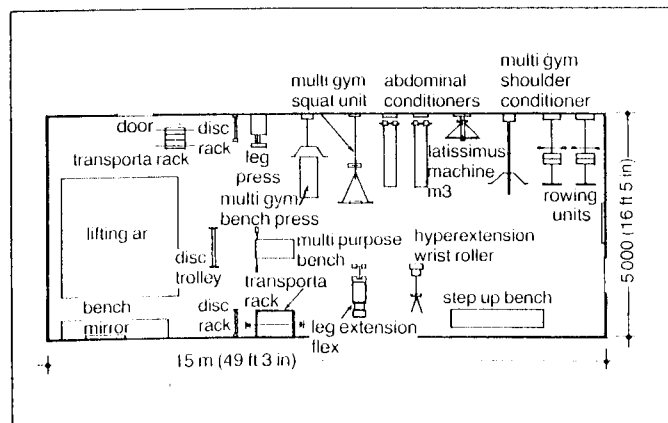 multi gym
squat unit
abdominal
conditioners
multi gym
shoulder
conditioner
door
disc
rack
transporta rack
leg
press
latissimus
machine
m3
multi gym
bench press
rowing
units
lifting ar
disc
trolley
multi purpose
bench
hyperextension
wrist roller
transporta
rack
bench
mirror
disc
rack
leg extension
flex
step up bench
15 m (49 ft 3 in)
5000 (16 ft 5 in)